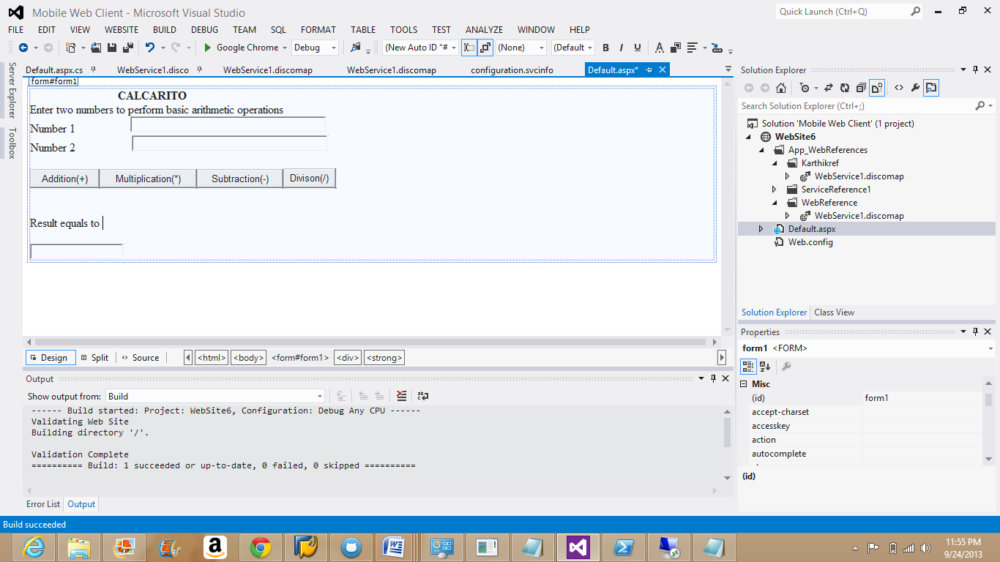 Mobile Web Client - Microsoft Visual Studio
Quick Launch (Ctrl+Q)
FILE EDIT VIEW WEBSITE BUILD DEBUG TEAM SQL FORMAT TABLE TOOLS TEST ANALYZE WINDOW HELP
Google Chrome Debug (New Auto ID "# (None) (Default B I U A
Server Explorer
Toolbox
Default.aspx.cs WebService1.disco WebService1.discomap WebService1.discomap configuration.svcinfo Default.aspx*
form#form1
CALCARITO
Enter two numbers to perform basic arithmetic operations
Number 1
Number 2
Addition(+) Multiplication(*) Subtraction(-) Divison(/)
Result equals to
Design Split Source <html> <body> <form#form1> <div> <strong>
Output
Show output from: Build
------ Build started: Project: WebSite6, Configuration: Debug Any CPU ------
Validating Web Site
Building directory '/'.
Validation Complete
========== Build: 1 succeeded or up-to-date, 0 failed, 0 skipped ==========
Error List Output
Solution Explorer
Search Solution Explorer (Ctrl+;)
Solution 'Mobile Web Client' (1 project)
WebSite6
App_WebReferences
Karthikref
WebService1.discomap
ServiceReference1
WebReference
WebService1.discomap
Default.aspx
Web.config
Solution Explorer Class View
Properties
form1 <FORM>
Misc
(id) form1
accept-charset
accesskey
action
autocomplete
(id)
Build succeeded
11:55 PM
9/24/2013